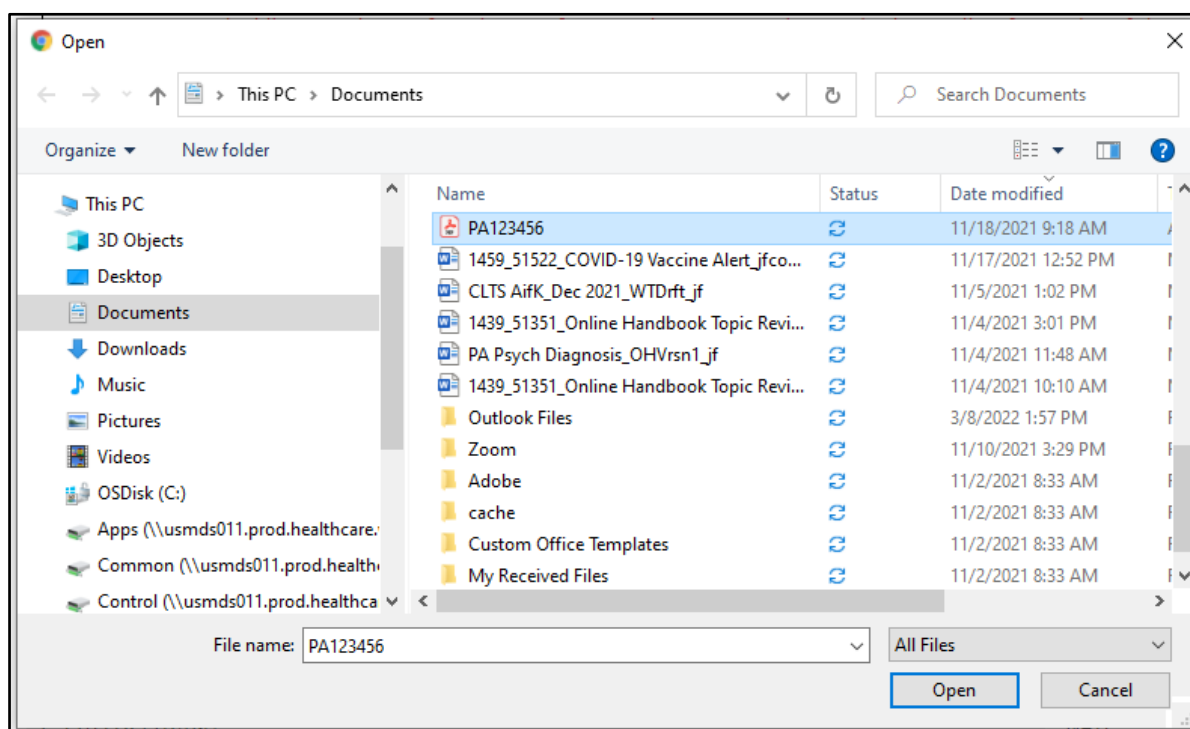 Open
This PC > Documents
Search Documents
Organize
New folder
This PC
3D Objects
Desktop
Documents
Downloads
Music
Pictures
Videos
OSDisk (C:)
Apps (\\usmds011.prod.healthcare.
Common (\\usmds011.prod.health
Control (\\usmds011.prod.healthca
Name Status Date modified
PA123456 11/18/2021 9:18 AM
1459_51522_COVID-19 Vaccine Alert_jfco... 11/17/2021 12:52 PM
CLTS AifK_Dec 2021_WTDrft_jf 11/5/2021 1:02 PM
1439_51351_Online Handbook Topic Revi... 11/4/2021 3:01 PM
PA Psych Diagnosis_OHVrsn1_jf 11/4/2021 11:48 AM
1439_51351_Online Handbook Topic Revi... 11/4/2021 10:10 AM
Outlook Files 3/8/2022 1:57 PM
Zoom 11/10/2021 3:29 PM
Adobe 11/2/2021 8:33 AM
cache 11/2/2021 8:33 AM
Custom Office Templates 11/2/2021 8:33 AM
My Received Files 11/2/2021 8:33 AM
File name: PA123456
All Files
Open
Cancel